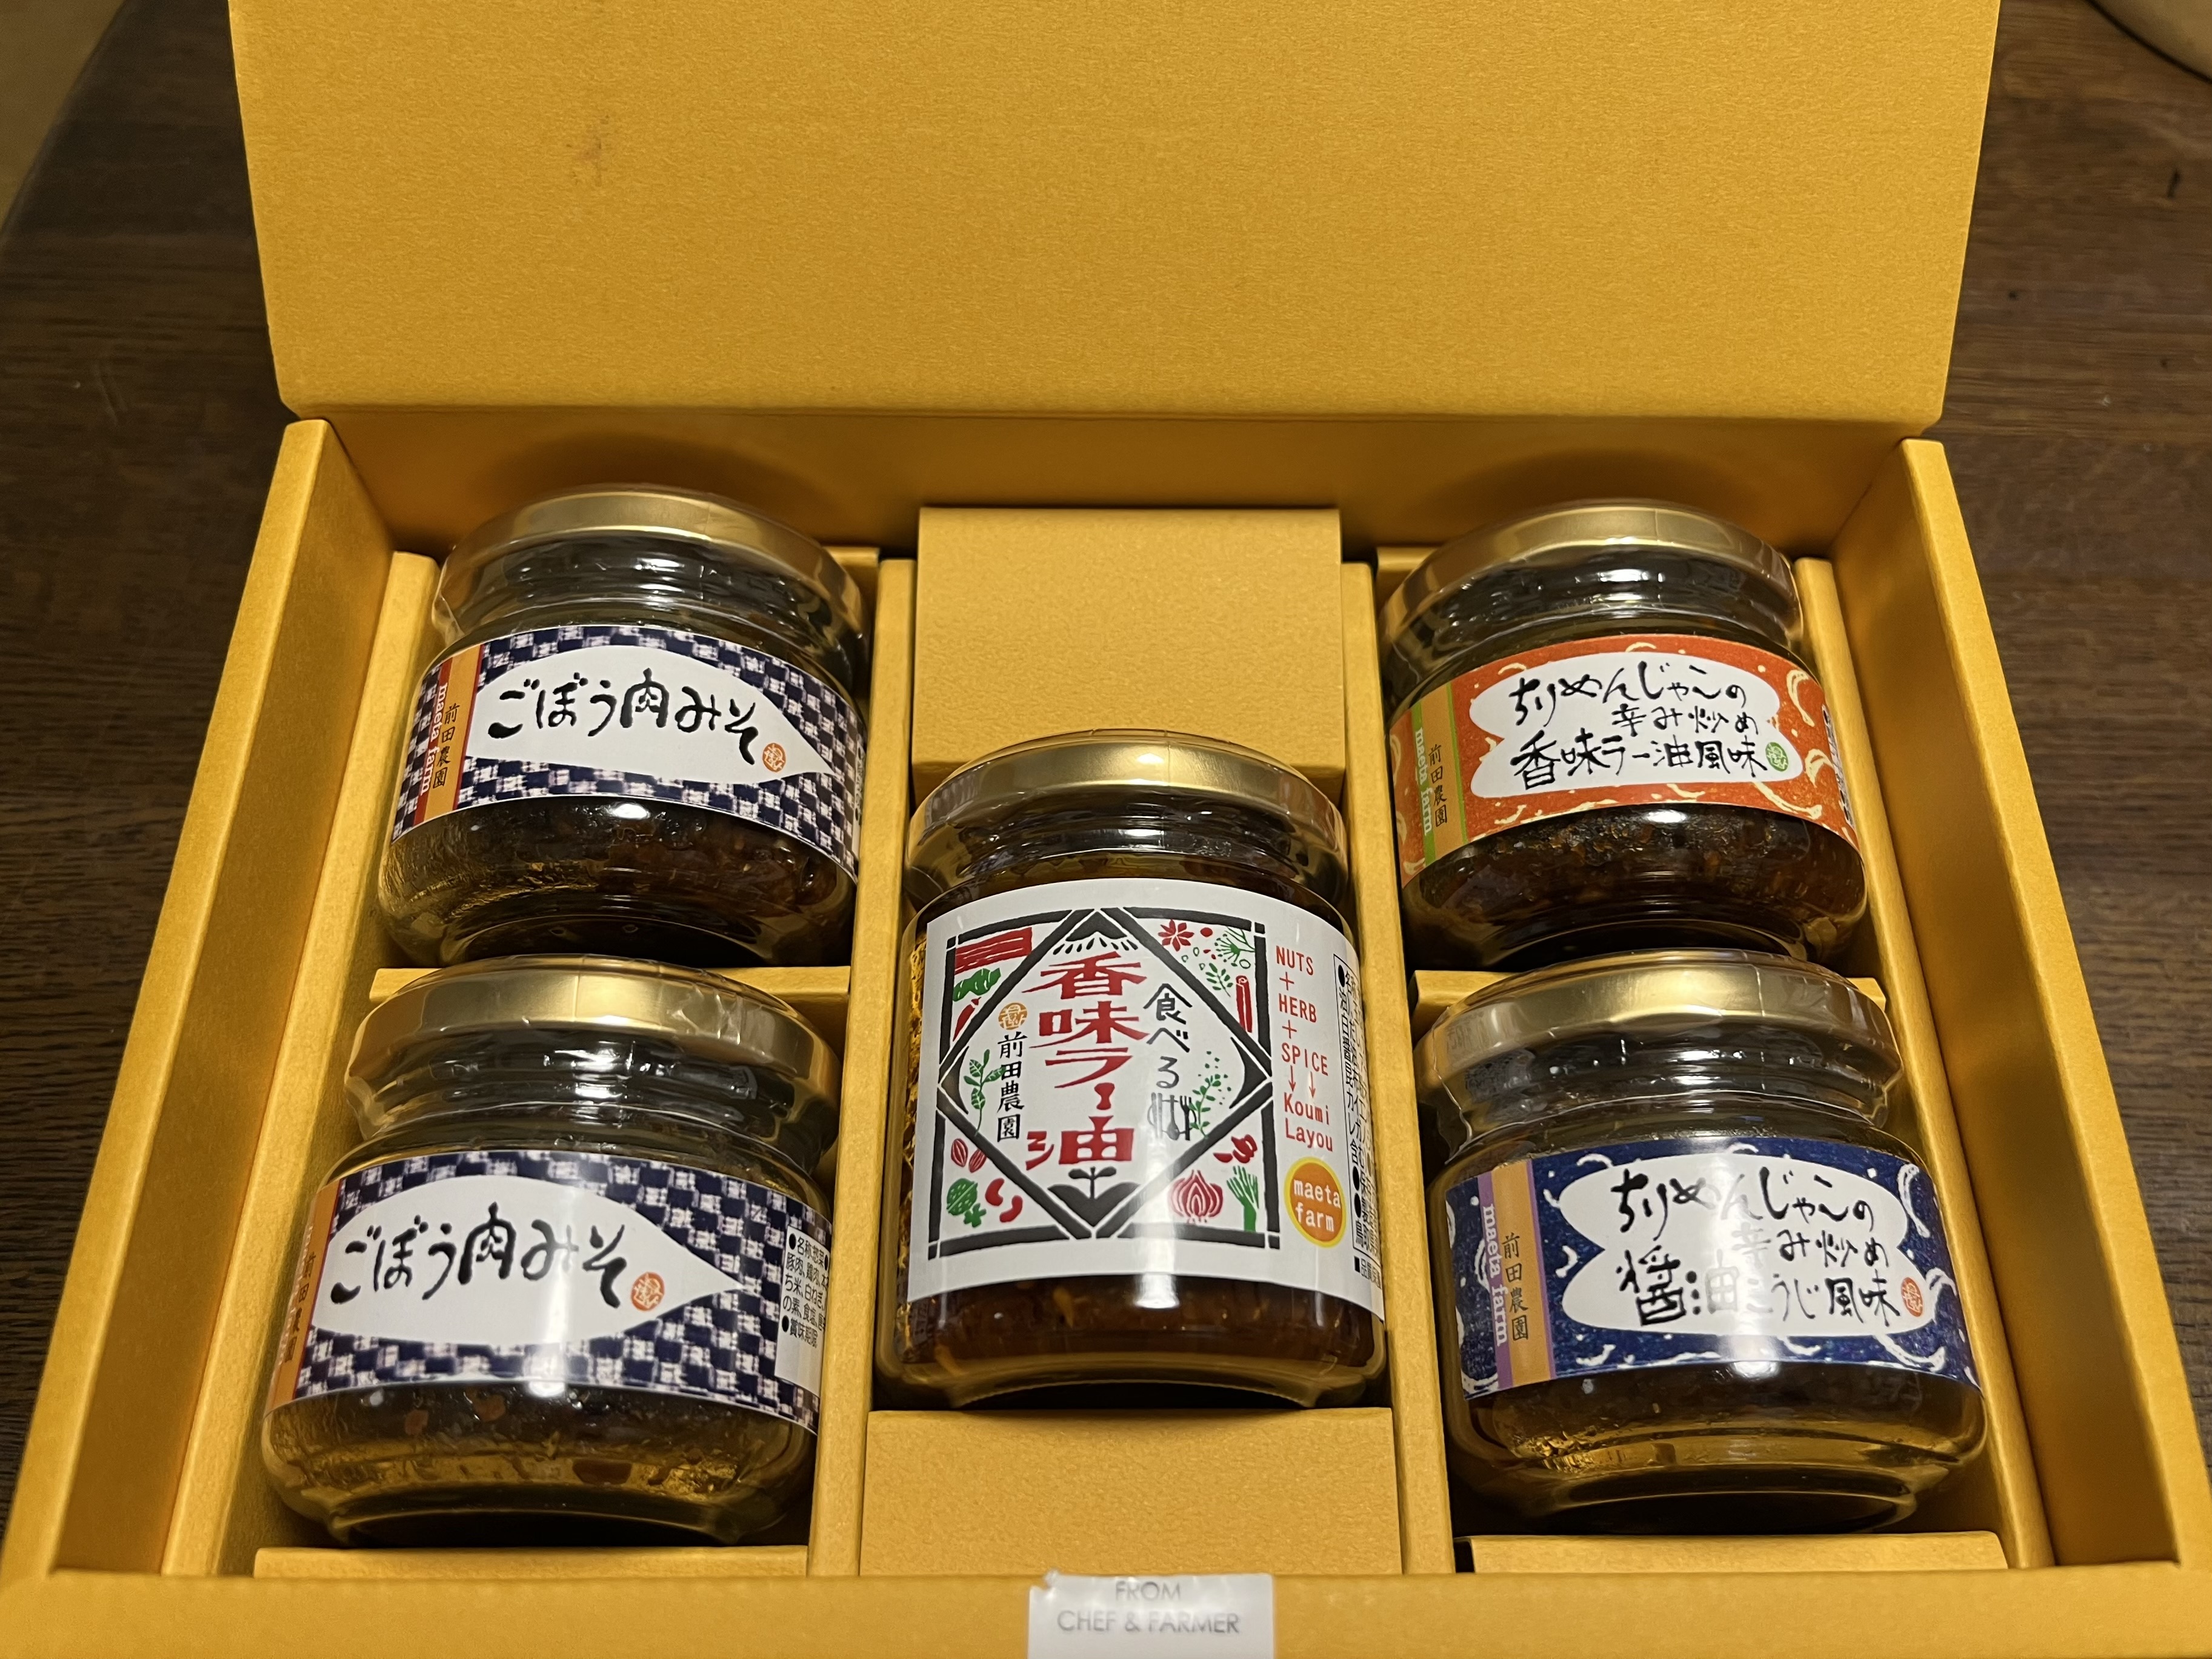 ごぼう肉みそ
前田農園
maeta farm
ちりめんじゃこの
辛み炒め
香味ラー油風味
前田農園
maeta farm
食べる
香味ラー油
前田農園
NUTS
+
HERB
+
SPICE
↓ ↓
Koumi
Layou
maeta
farm
ごぼう肉みそ
ちりめんじゃこの
辛み炒め
醤油こうじ風味
前田農園
maeta farm
FROM
CHEF & FARMER